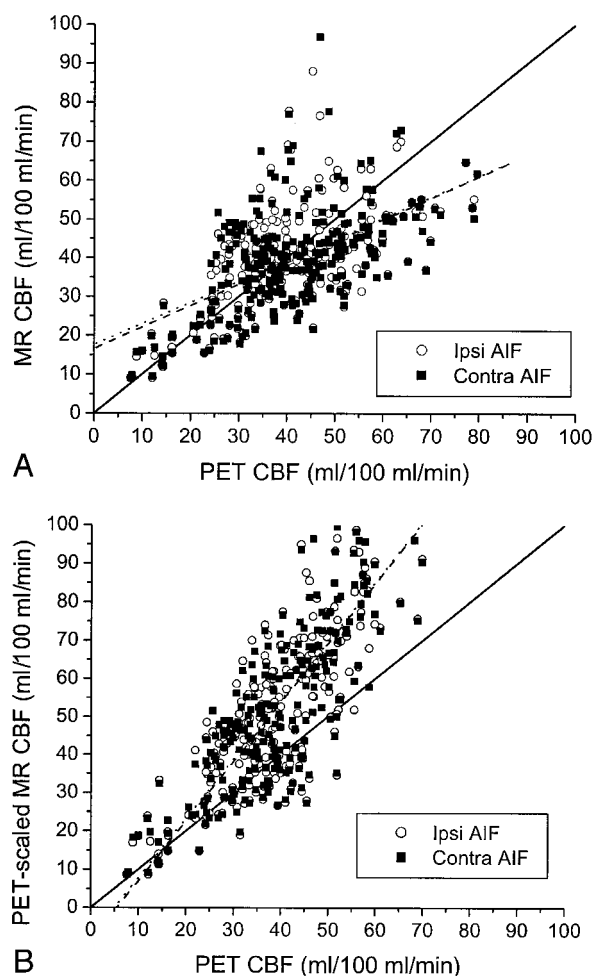 A
MR CBF (ml/100 ml/min)
100
90
80
70
60
50
40
30
20
10
0
0 10 20 30 40 50 60 70 80 90 100
PET CBF (ml/100 ml/min)
Ipsi AIF
Contra AIF
B
PET-scaled MR CBF (ml/100 ml/min)
100
90
80
70
60
50
40
30
20
10
0
0 10 20 30 40 50 60 70 80 90 100
PET CBF (ml/100 ml/min)
Ipsi AIF
Contra AIF